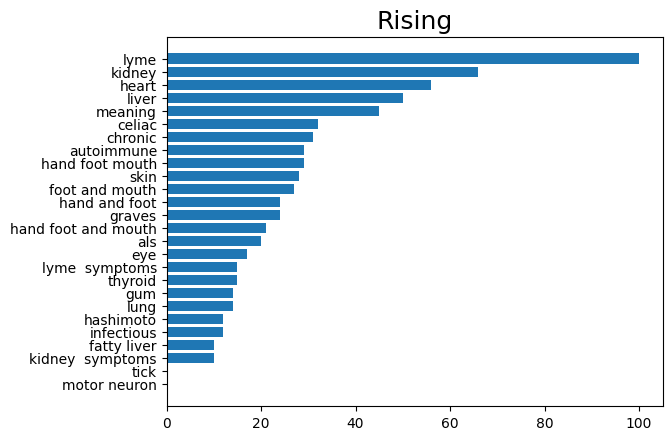 Rising
lyme
kidney
heart
liver
meaning
celiac
chronic
autoimmune
hand foot mouth
skin
foot and mouth
hand and foot
graves
hand foot and mouth
als
eye
lyme  symptoms
thyroid
gum
lung
hashimoto
infectious
fatty liver
kidney  symptoms
tick
motor neuron
0 20 40 60 80 100